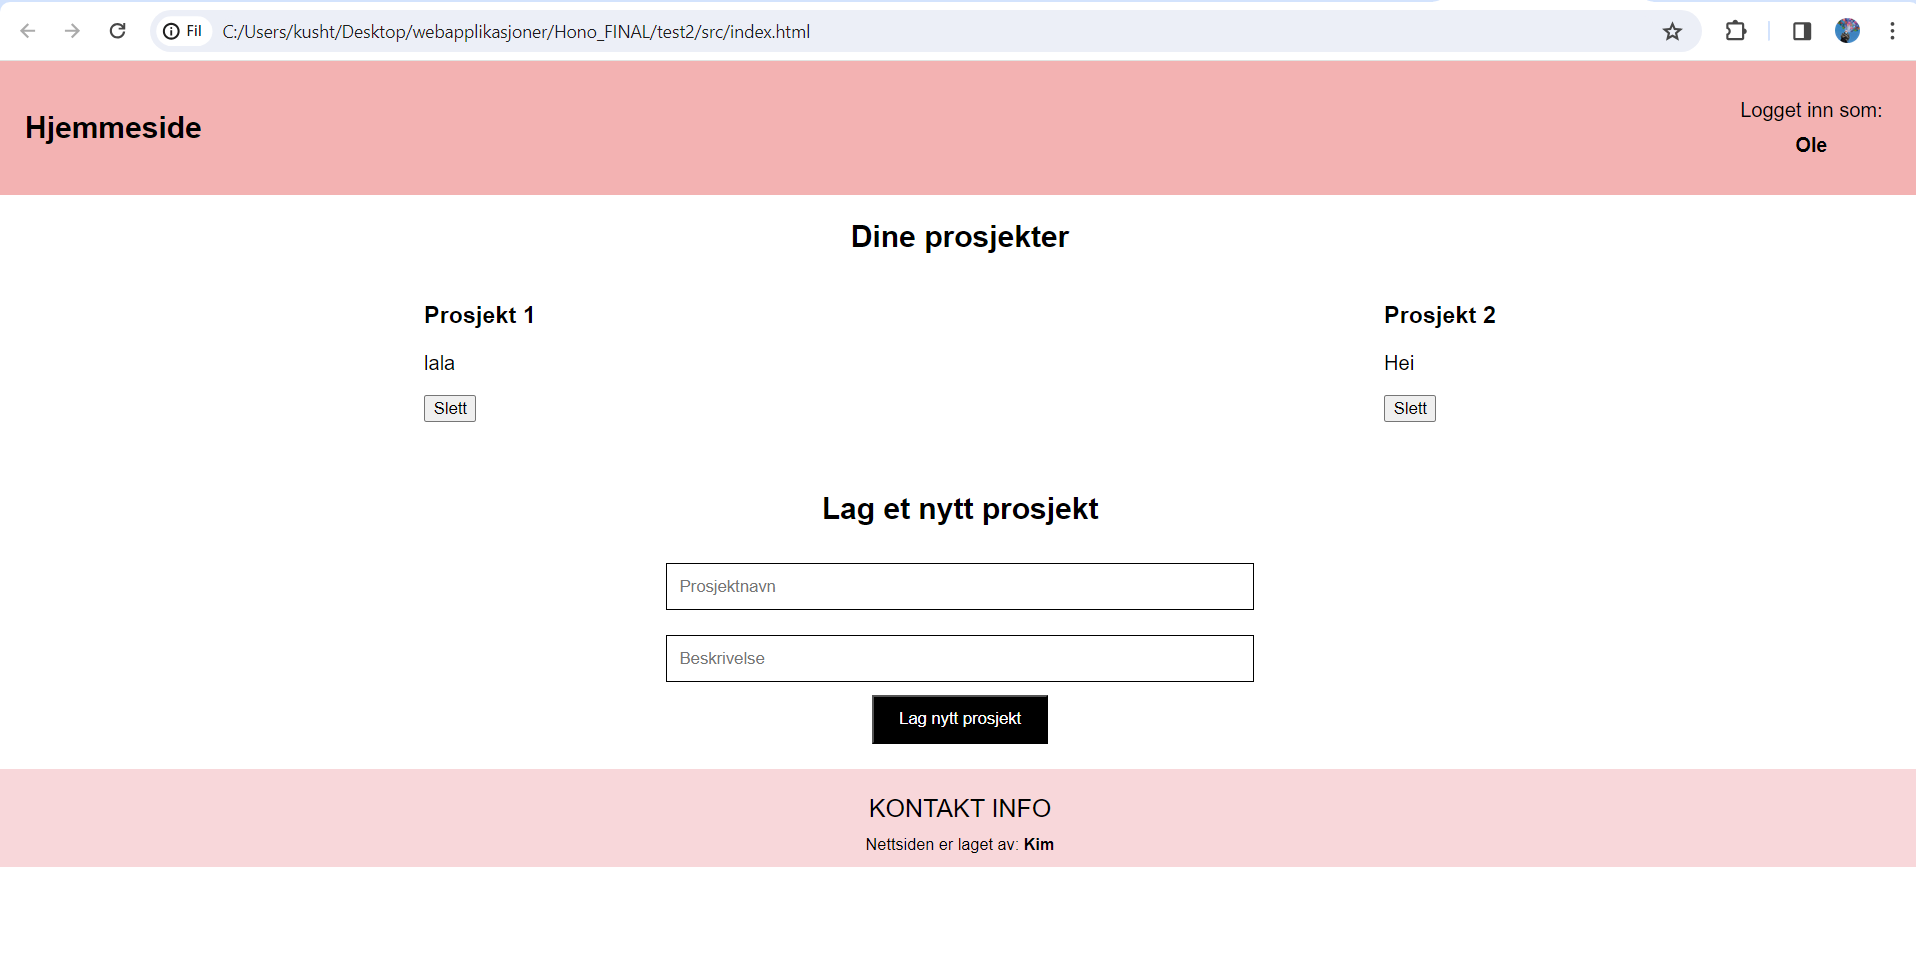 Fil C:/Users/kusht/Desktop/webapplikasjoner/Hono_FINAL/test2/src/index.html
Hjemmeside
Logget inn som:
Ole
Dine prosjekter
Prosjekt 1
lala
Slett
Prosjekt 2
Hei
Slett
Lag et nytt prosjekt
Prosjektnavn
Beskrivelse
Lag nytt prosjekt
KONTAKT INFO
Nettsiden er laget av: Kim